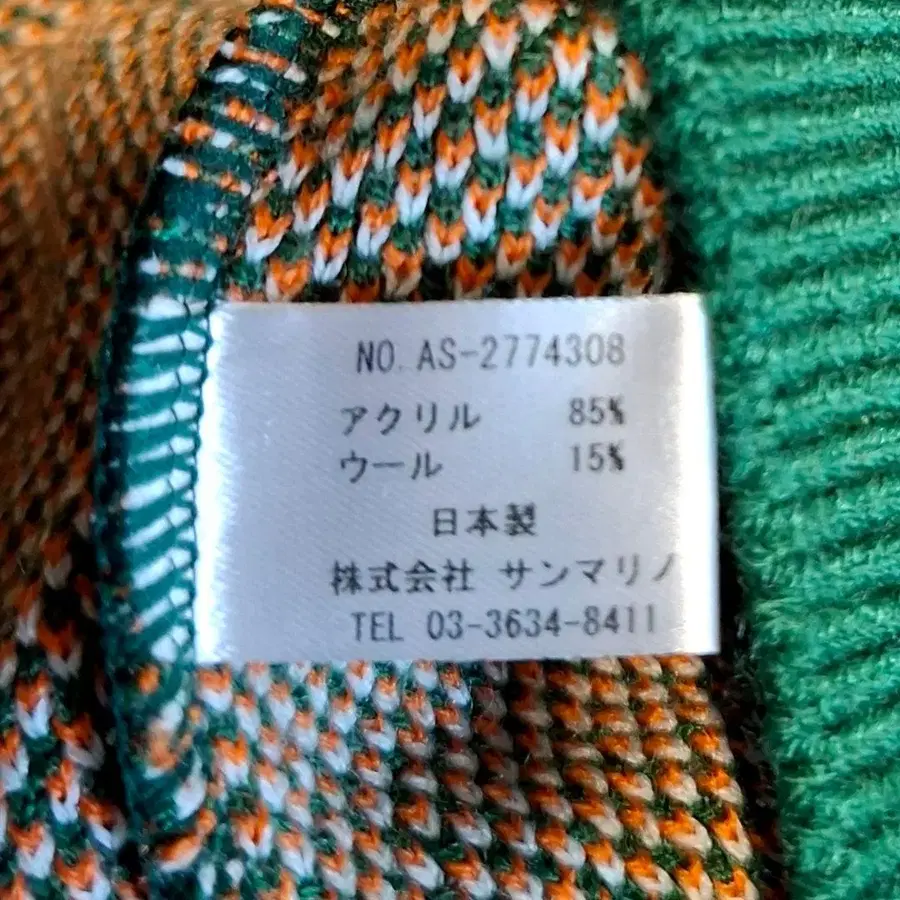 NO. AS-2774308
アクリル 85%
ウール 15%
日本製
株式会社 サンマリノ
TEL 03-3634-8411